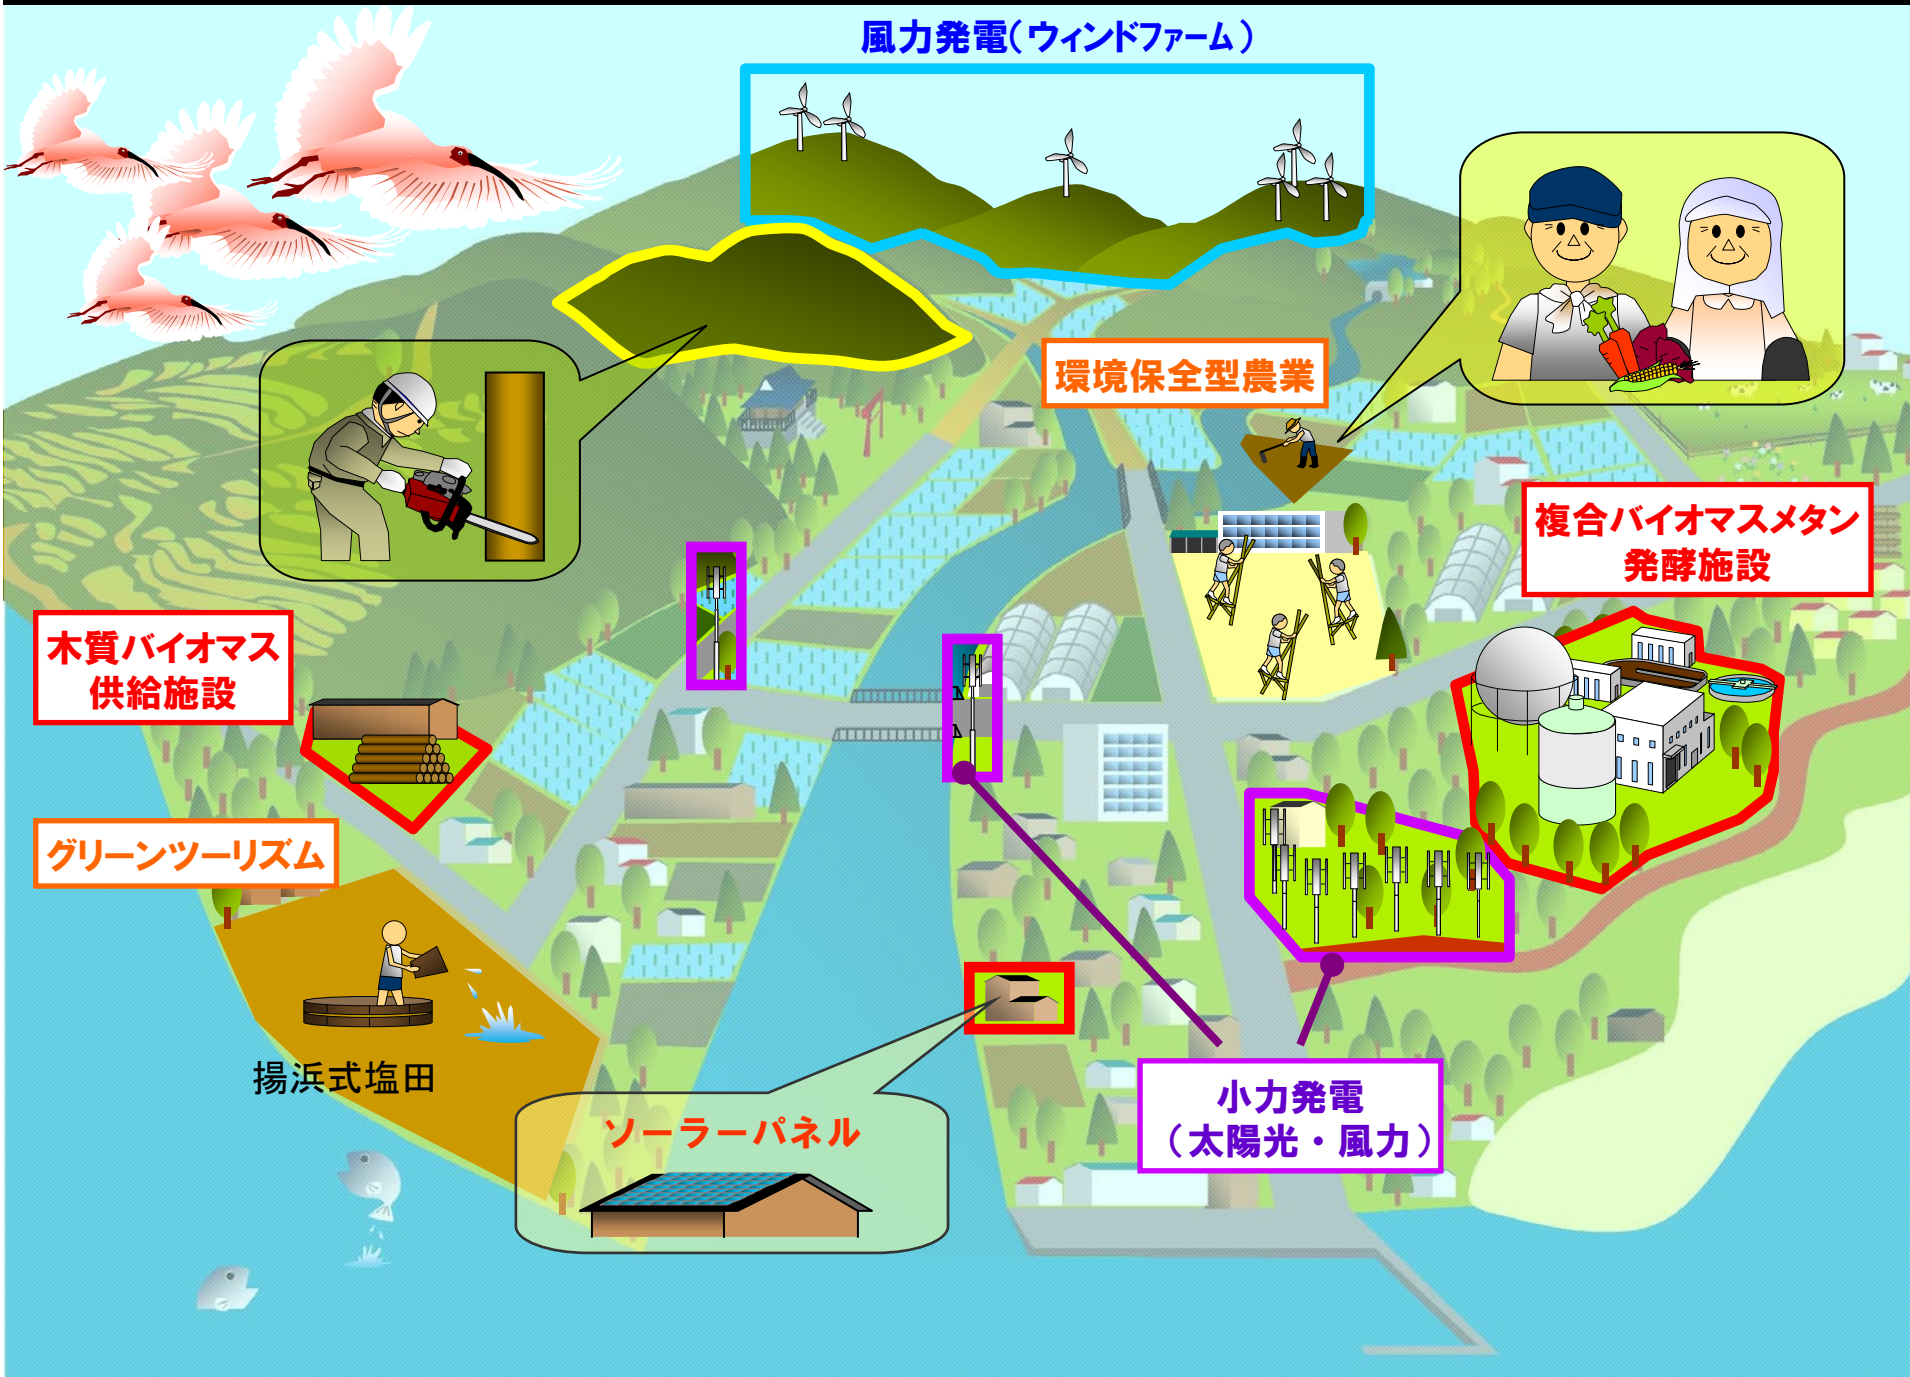 風力発電(ウィンドファーム)
環境保全型農業
複合バイオマスメタン
発酵施設
木質バイオマス
供給施設
グリーンツーリズム
揚浜式塩田
ソーラーパネル
小力発電
(太陽光・風力)